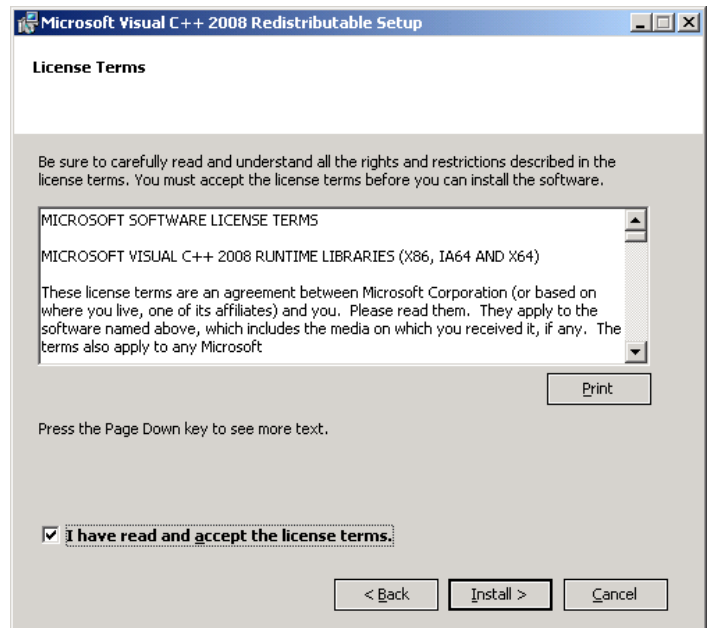 Microsoft Visual C++ 2008 Redistributable Setup
License Terms
Be sure to carefully read and understand all the rights and restrictions described in the
license terms. You must accept the license terms before you can install the software.
MICROSOFT SOFTWARE LICENSE TERMS
MICROSOFT VISUAL C++ 2008 RUNTIME LIBRARIES (X86, IA64 AND X64)
These license terms are an agreement between Microsoft Corporation (or based on
where you live, one of its affiliates) and you.  Please read them.  They apply to the
software named above, which includes the media on which you received it, if any.  The
terms also apply to any Microsoft
Print
Press the Page Down key to see more text.
I have read and accept the license terms.
< Back Install > Cancel